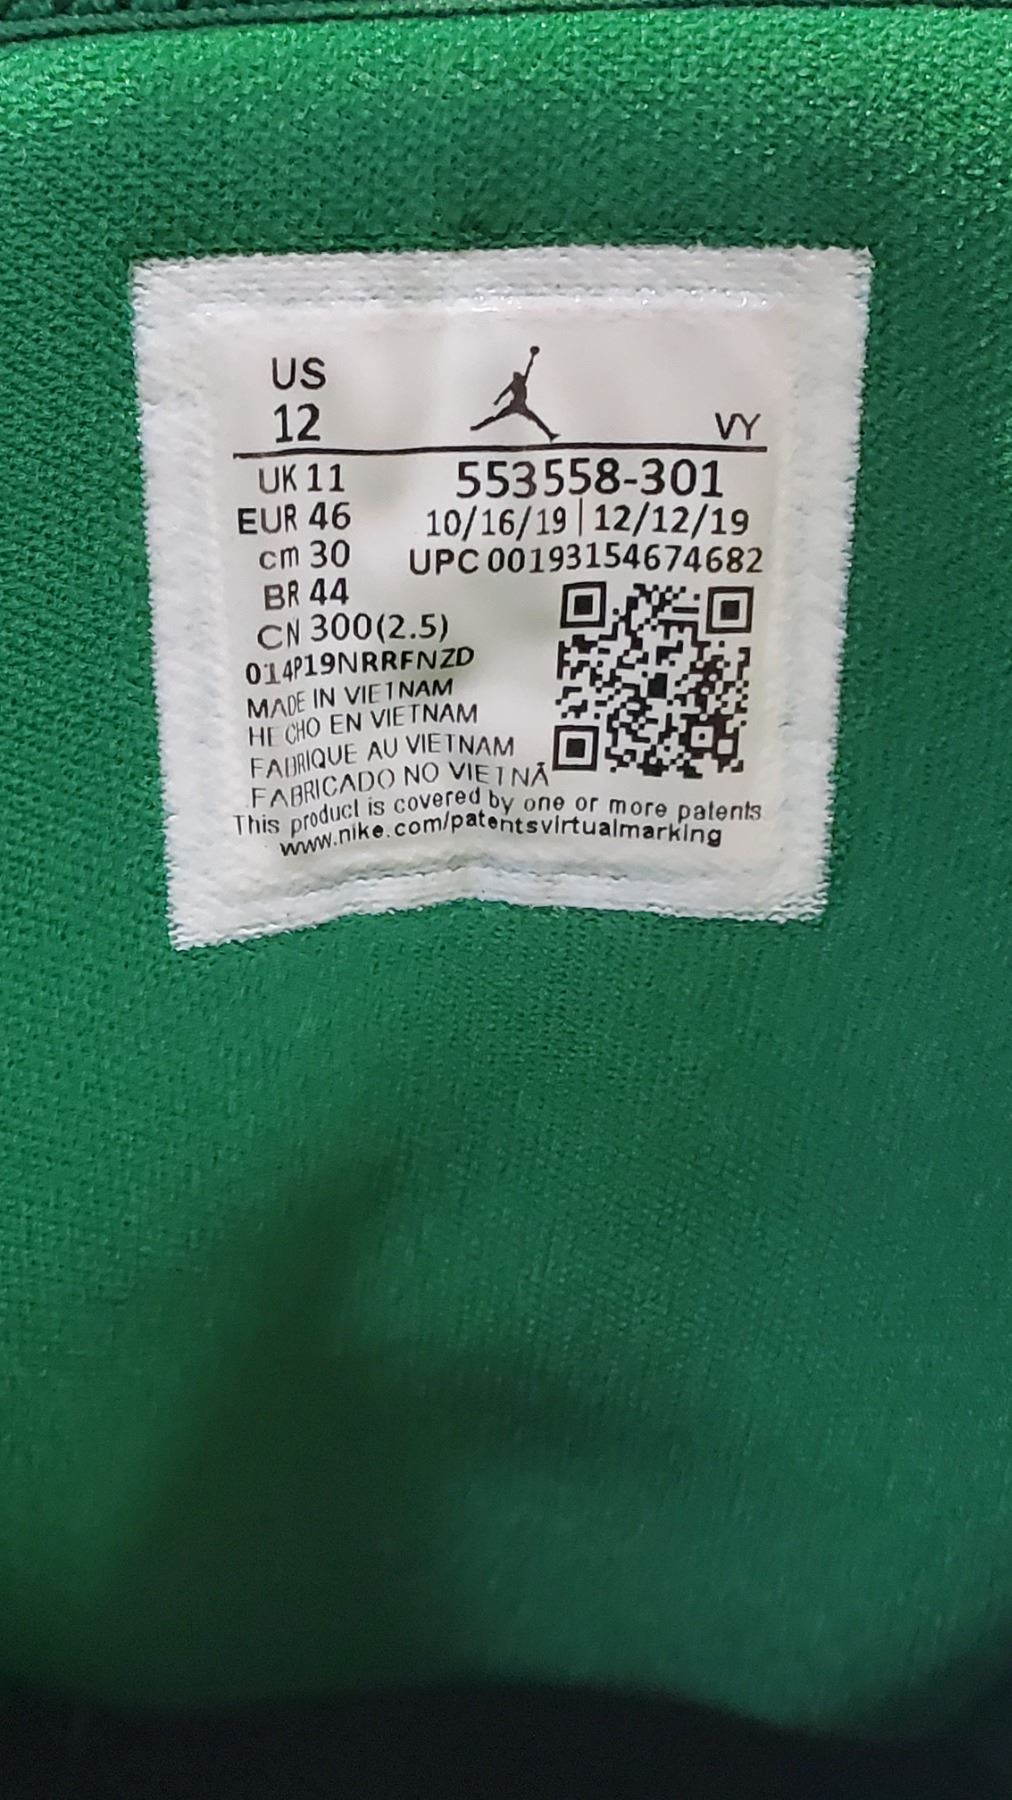 US
12
VY
UK 11
553558-301
EUR 46
10/16/19 | 12/12/19
cm 30
UPC 00193154674682
BR 44
CN 300(2.5)
014P19NRRFNZD
MADE IN VIETNAM
HECHO EN VIETNAM
FABRIQUE AU VIETNAM
FABRICADO NO VIETNÃ
This product is covered by one or more patents
www.nike.com/patentsvirtualmarking